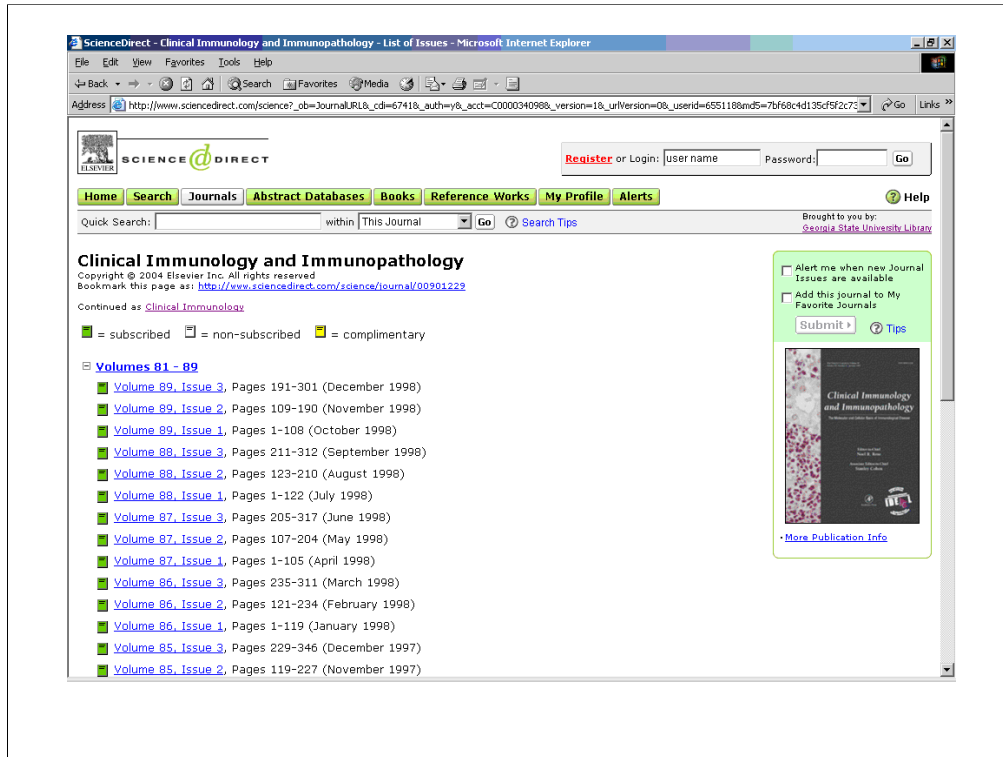 ScienceDirect - Clinical Immunology and Immunopathology - List of Issues - Microsoft Internet Explorer
File Edit View Favorites Tools Help
Back Search Favorites Media
Address http://www.sciencedirect.com/science?_ob=JournalURL&_cdi=6741&_auth=y&_acct=C000034098&_version=1&_urlVersion=0&_userid=655118&md5=7bf68c4d135cf5f2c73 Go Links »
ELSEVIER SCIENCE @ DIRECT
Register or Login: user name Password: Go
Home Search Journals Abstract Databases Books Reference Works My Profile Alerts ? Help
Quick Search: within This Journal Go ? Search Tips
Brought to you by:
Georgia State University Library
Clinical Immunology and Immunopathology
Copyright © 2004 Elsevier Inc. All rights reserved
Bookmark this page as: http://www.sciencedirect.com/science/journal/00901229
Continued as Clinical Immunology
= subscribed = non-subscribed = complimentary
Volumes 81 - 89
Volume 89, Issue 3, Pages 191-301 (December 1998)
Volume 89, Issue 2, Pages 109-190 (November 1998)
Volume 89, Issue 1, Pages 1-108 (October 1998)
Volume 88, Issue 3, Pages 211-312 (September 1998)
Volume 88, Issue 2, Pages 123-210 (August 1998)
Volume 88, Issue 1, Pages 1-122 (July 1998)
Volume 87, Issue 3, Pages 205-317 (June 1998)
Volume 87, Issue 2, Pages 107-204 (May 1998)
Volume 87, Issue 1, Pages 1-105 (April 1998)
Volume 86, Issue 3, Pages 235-311 (March 1998)
Volume 86, Issue 2, Pages 121-234 (February 1998)
Volume 86, Issue 1, Pages 1-119 (January 1998)
Volume 85, Issue 3, Pages 229-346 (December 1997)
Volume 85, Issue 2, Pages 119-227 (November 1997)
Alert me when new Journal
Issues are available
Add this journal to My
Favorite Journals
Submit ? Tips
Clinical Immunology
and Immunopathology
More Publication Info